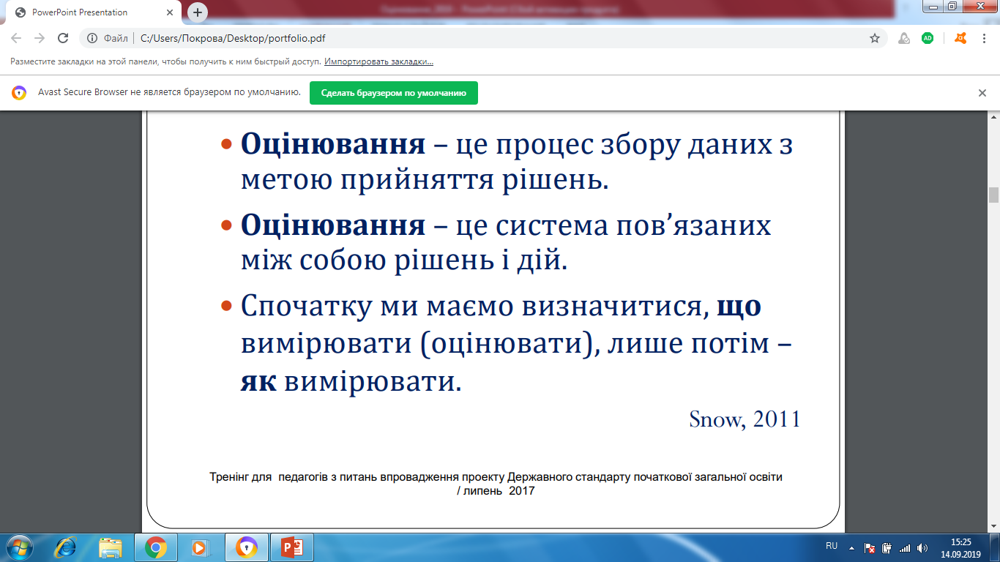 PowerPoint Presentation
Файл
C:/Users/Покрова/Desktop/portfolio.pdf
AD
Разместите закладки на этой панели, чтобы получить к ним быстрый доступ. Импортировать закладки...
Avast Secure Browser не является браузером по умолчанию.
Сделать браузером по умолчанию
• Оцінювання – це процес збору даних з
метою прийняття рішень.
• Оцінювання – це система пов’язаних
між собою рішень і дій.
• Спочатку ми маємо визначитися, що
вимірювати (оцінювати), лише потім –
як вимірювати.
Snow, 2011
Тренінг для педагогів з питань впровадження проекту Державного стандарту початкової загальної освіти
/ липень 2017
RU
15:25
14.09.2019